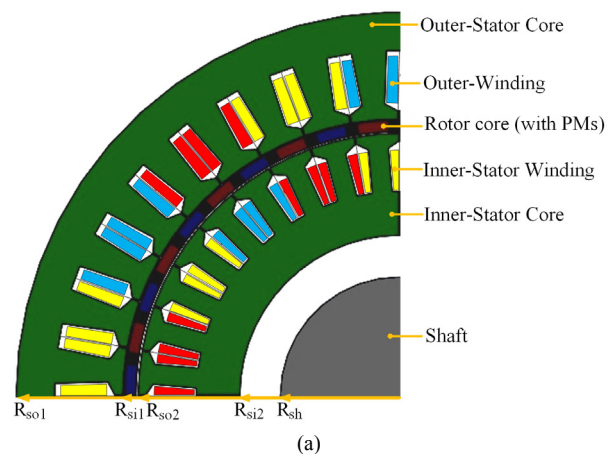 Outer-Stator Core
Outer-Winding
Rotor core (with PMs)
Inner-Stator Winding
Inner-Stator Core
Shaft
Rso1 Rsi1 Rso2 Rsi2 Rsh
(a)